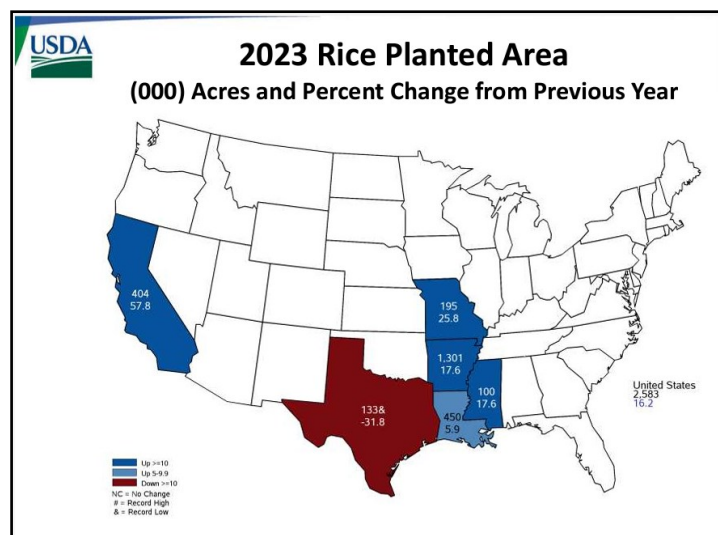 USDA
2023 Rice Planted Area
(000) Acres and Percent Change from Previous Year
404
57.8
195
25.8
1,301
17.6
100
17.6
133&
-31.8
450
5.9
United States
2,583
16.2
Up >=10
Up 5-9.9
Down >=10
NC = No Change
# = Record High
& = Record Low